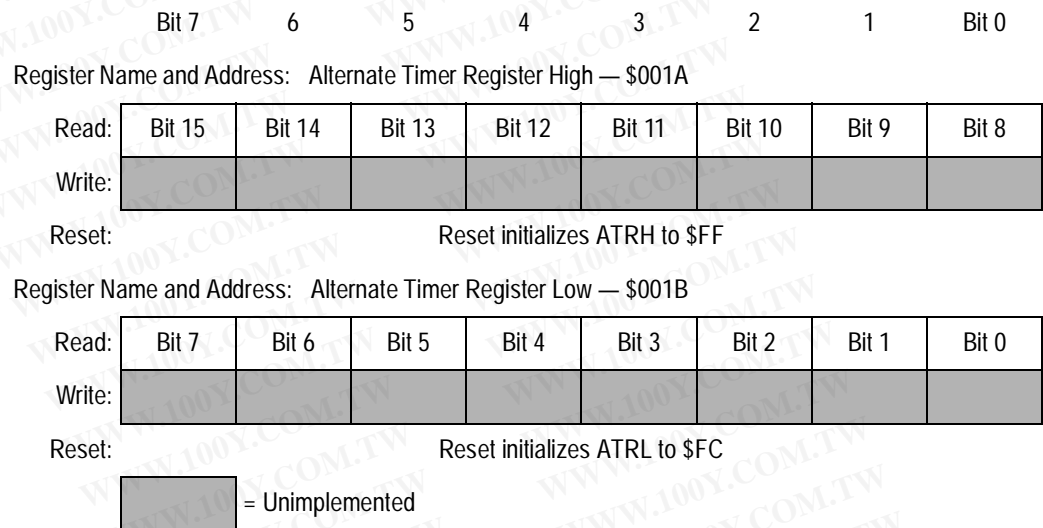 Bit 7 6 5 4 3 2 1 Bit 0
Register Name and Address: Alternate Timer Register High — $001A
Read: Bit 15 Bit 14 Bit 13 Bit 12 Bit 11 Bit 10 Bit 9 Bit 8
Write:
Reset: Reset initializes ATRH to $FF
Register Name and Address: Alternate Timer Register Low — $001B
Read: Bit 7 Bit 6 Bit 5 Bit 4 Bit 3 Bit 2 Bit 1 Bit 0
Write:
Reset: Reset initializes ATRL to $FC
= Unimplemented
WWW.100Y.COM.TW